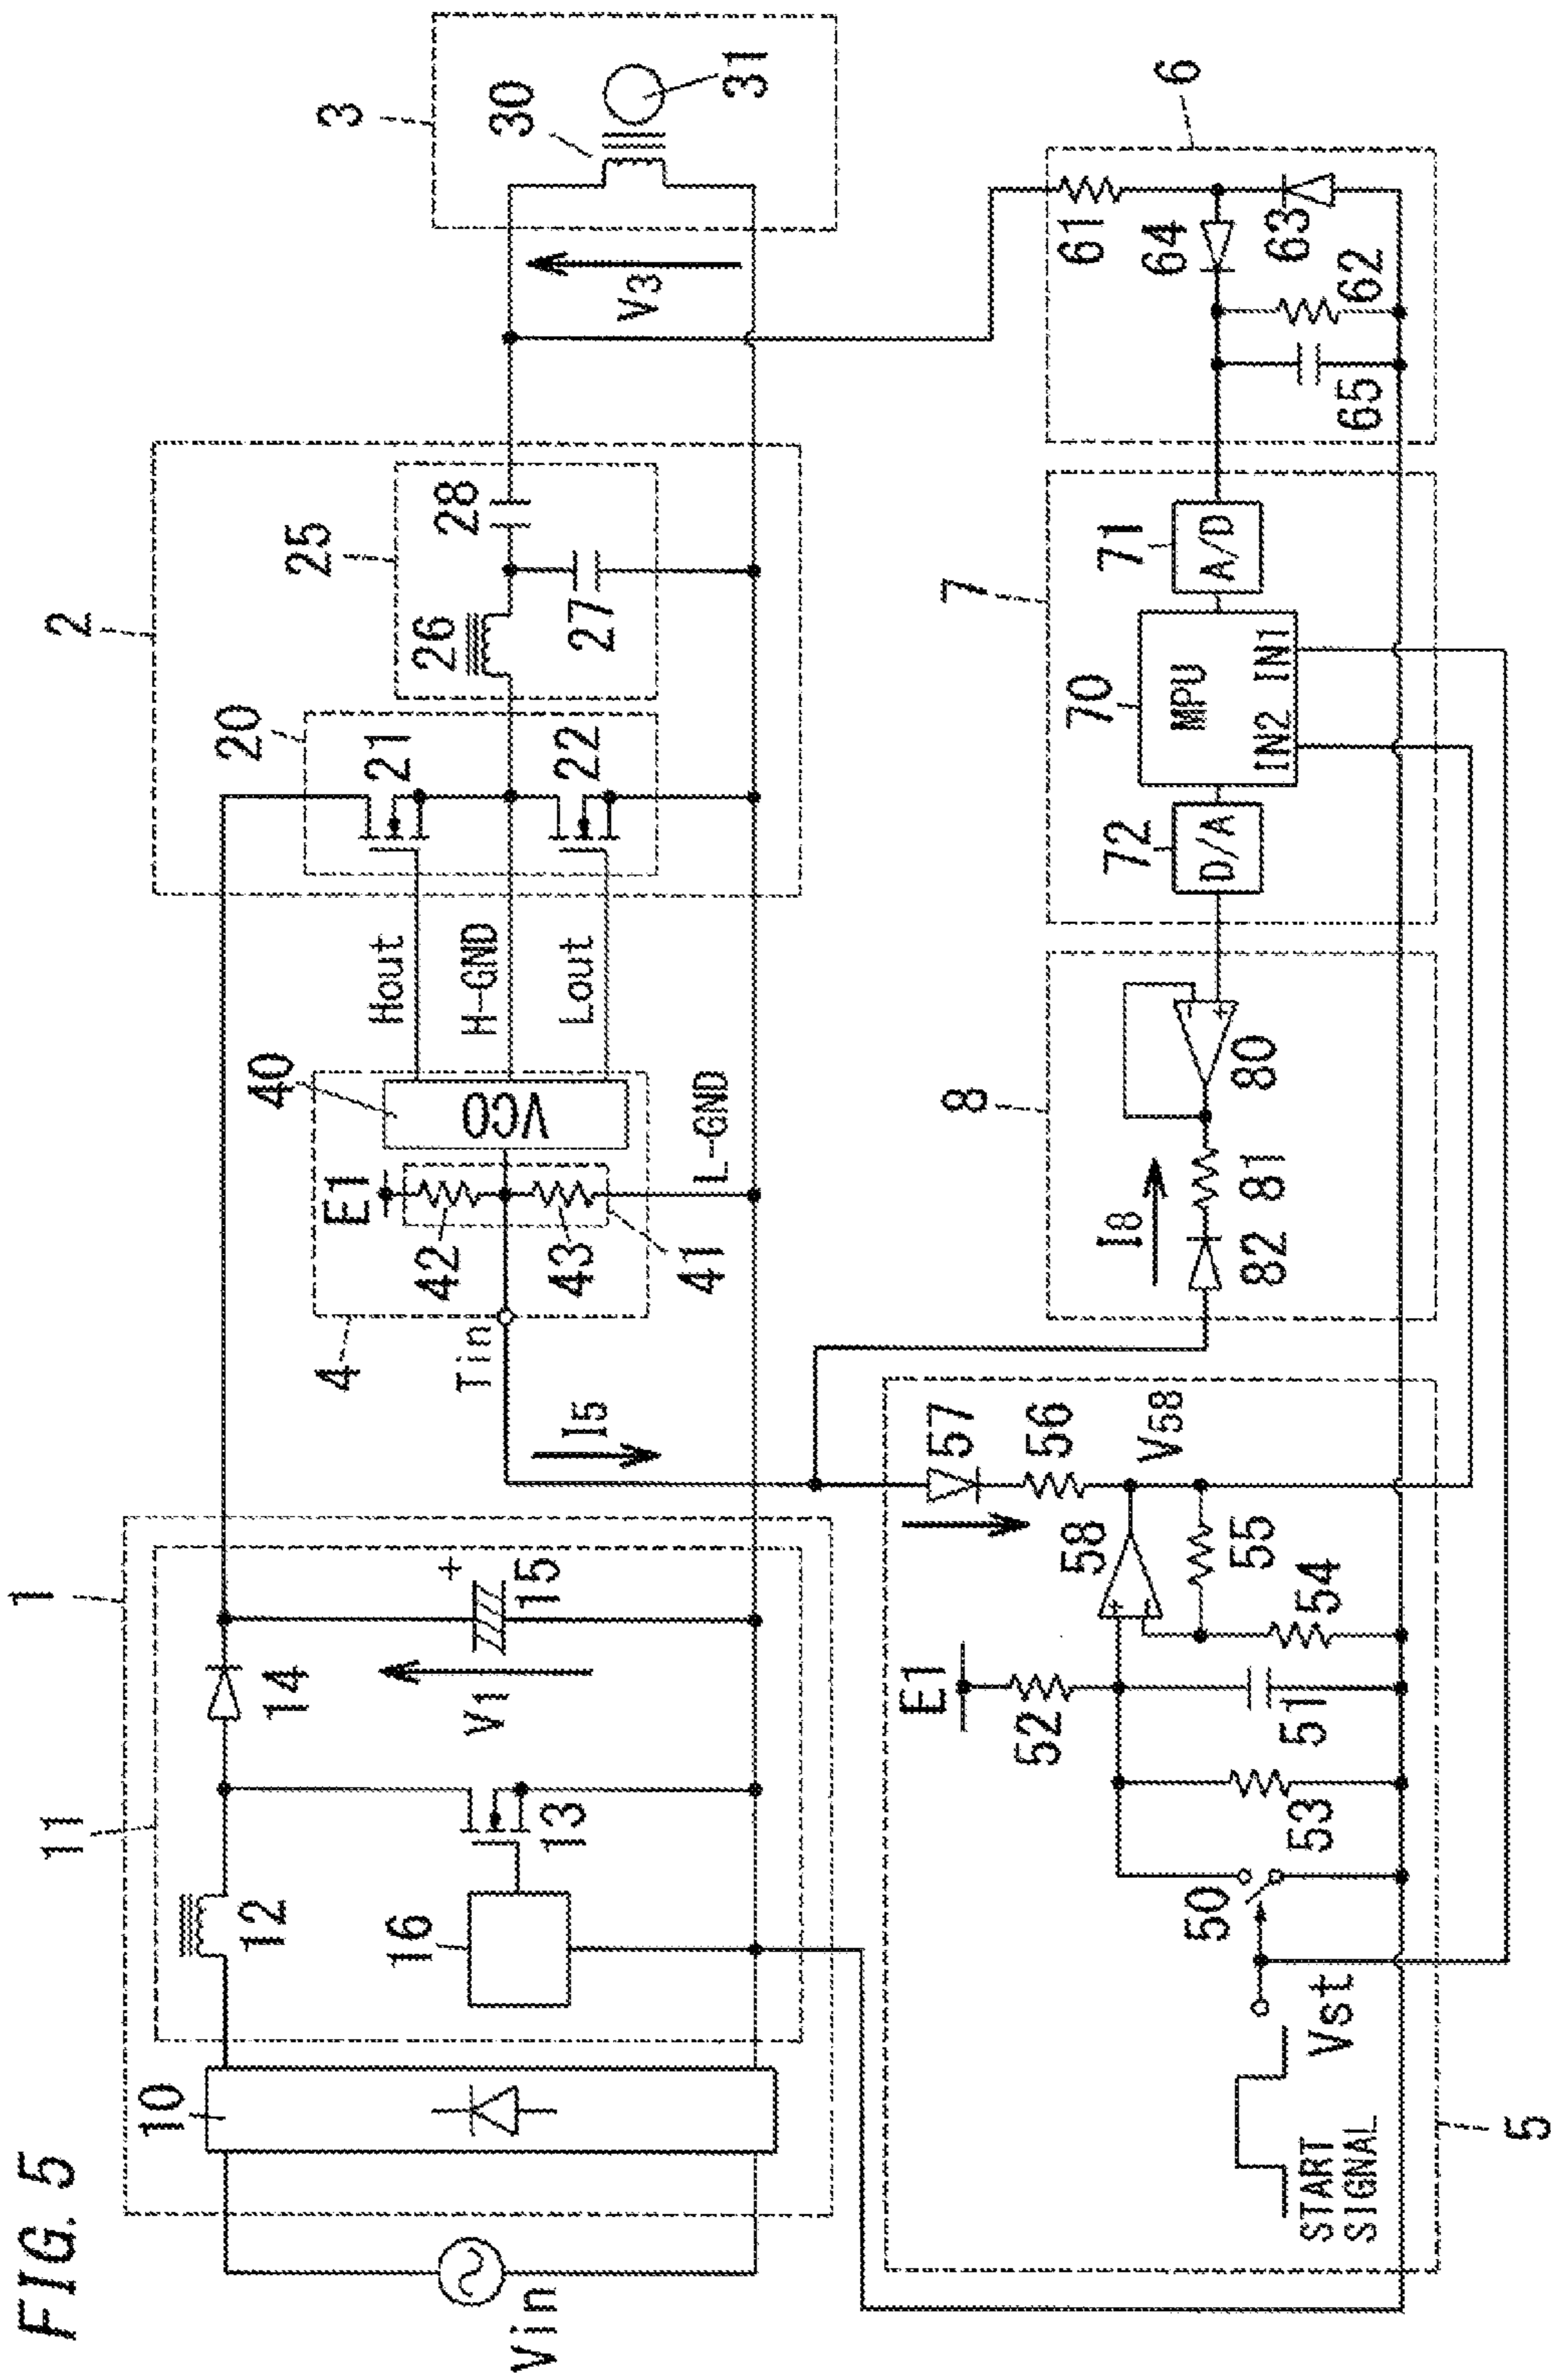 FIG. 5
1
11
10
12
14
15
+
V1
13
16
Vin
2
20
21
22
25
26
27
28
3
30
31
V3
4
40
VCO
E1
42
43
41
Tin
I5
Hout
H-GND
Lout
L-GND
5
START
SIGNAL
Vst
50
53
51
E1
52
54
55
58
+
−
V58
56
57
8
I8
82
81
80
−
+
7
72
D/A
70
MPU
IN2 IN1
71
A/D
6
61
64
63
62
65